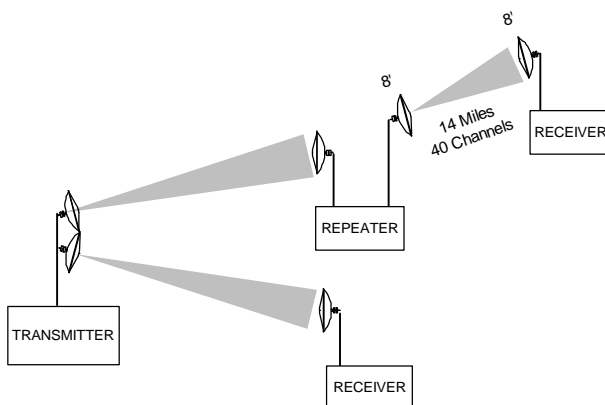 8'
8'
14 Miles
40 Channels
RECEIVER
REPEATER
TRANSMITTER
RECEIVER